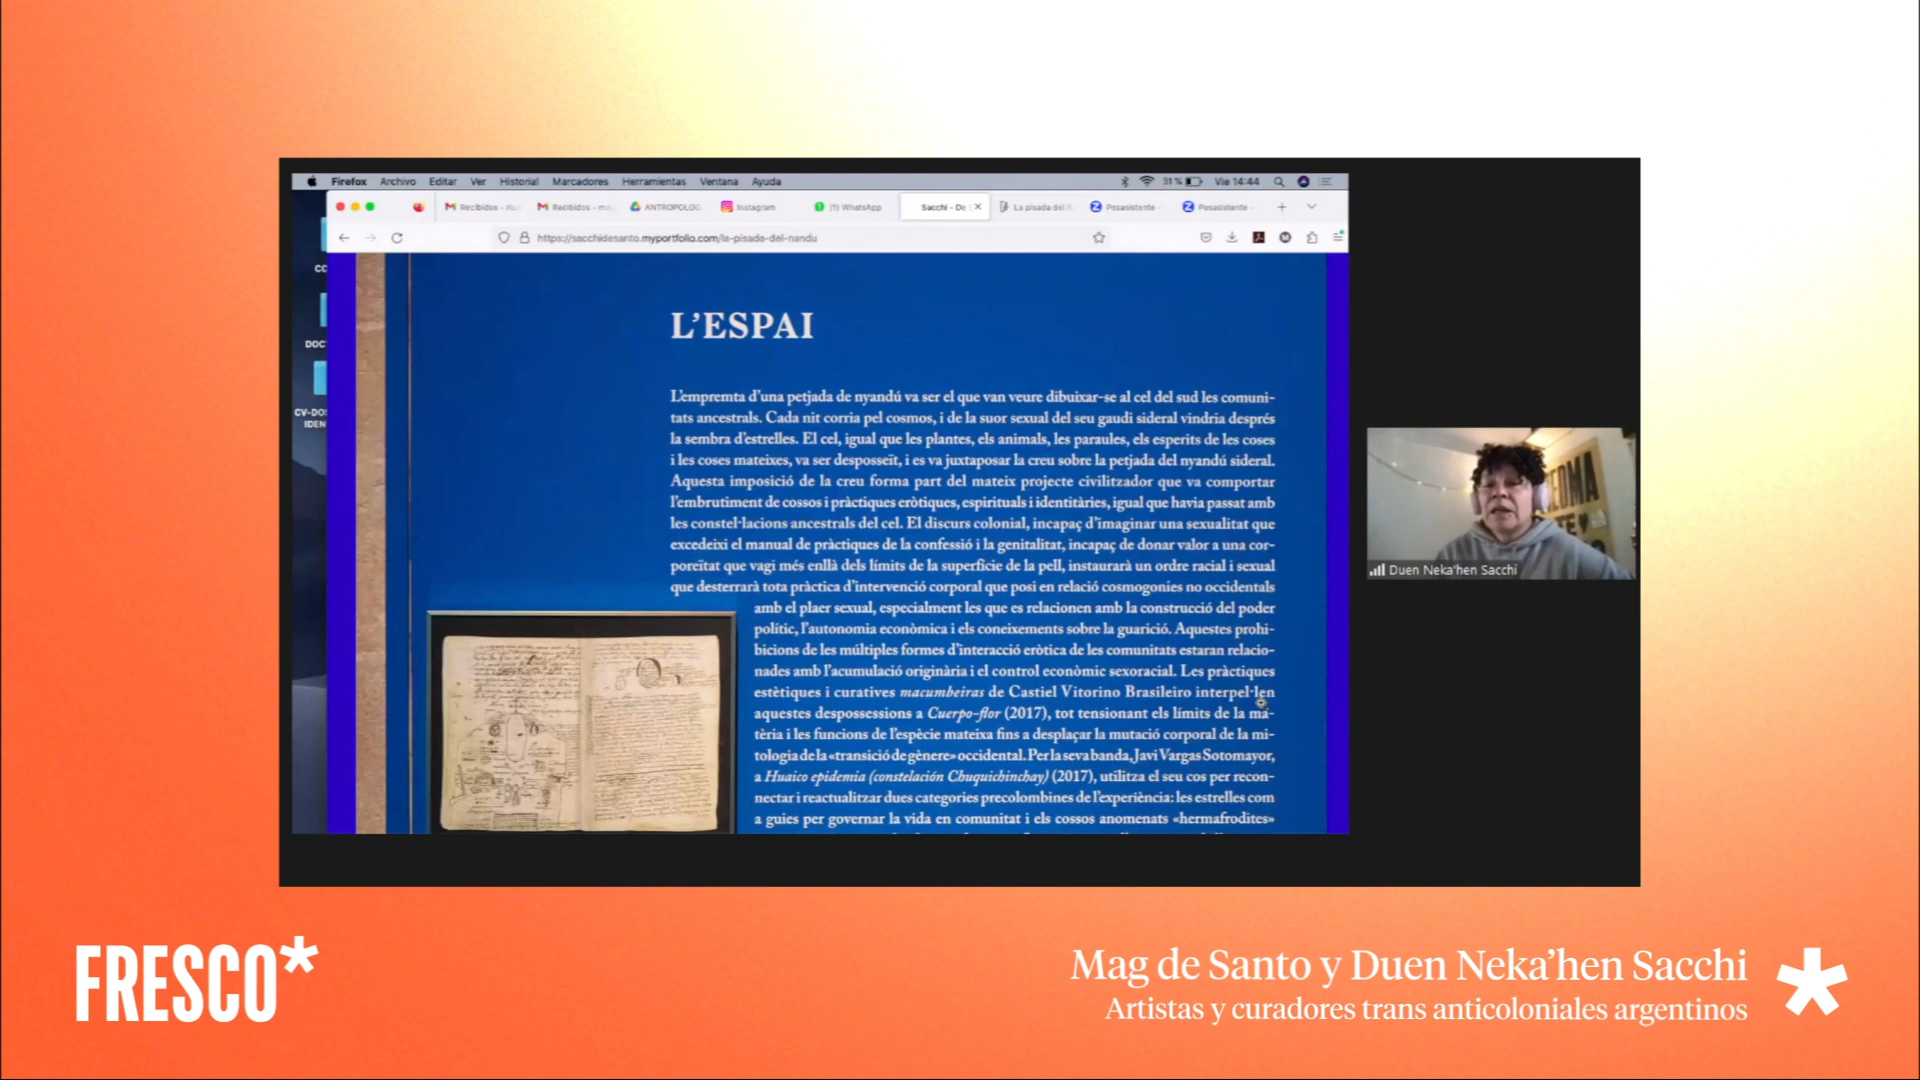 Firefox Archivo Editar Ver Historial Marcadores Herramientas Ventana Ayuda
31% Vie 14:44
Recibidos - Recibidos - ANTROPOLOG Instagram (1) WhatsApp Sacchi - De La pisada del Pesasistente - Pesasistente -
https://sacchidesanto.myportfolio.com/la-pisada-del-nandu
CO
DOC
CV-DO
IDEN
L'ESPAI
L'empremta d'una petjada de nyandú va ser el que van veure dibuixar-se al cel del sud les comuni-
tats ancestrals. Cada nit corria pel cosmos, i de la suor sexual del seu gaudi sideral vindria després
la sembra d'estrelles. El cel, igual que les plantes, els animals, les paraules, els esperits de les coses
i les coses mateixes, va ser desposseït, i es va juxtaposar la creu sobre la petjada del nyandú sideral.
Aquesta imposició de la creu forma part del mateix projecte civilitzador que va comportar
l'embrutiment de cossos i pràctiques eròtiques, espirituals i identitàries, igual que havia passat amb
les constel·lacions ancestrals del cel. El discurs colonial, incapaç d'imaginar una sexualitat que
excedeixi el manual de pràctiques de la confessió i la genitalitat, incapaç de donar valor a una cor-
poreïtat que vagi més enllà dels límits de la superfície de la pell, instaurarà un ordre racial i sexual
que desterrarà tota pràctica d'intervenció corporal que posi en relació cosmogonies no occidentals
amb el plaer sexual, especialment les que es relacionen amb la construcció del poder
polític, l'autonomia econòmica i els coneixements sobre la guarició. Aquestes prohi-
bicions de les múltiples formes d'interacció eròtica de les comunitats estaran relacio-
nades amb l'acumulació originària i el control econòmic sexoracial. Les pràctiques
estètiques i curatives macumbeiras de Castiel Vitorino Brasileiro interpel·len
aquestes despossessions a Cuerpo-flor (2017), tot tensionant els límits de la ma-
tèria i les funcions de l'espècie mateixa fins a desplaçar la mutació corporal de la mi-
tologia de la «transició de gènere» occidental. Per la seva banda, Javi Vargas Sotomayor,
a Huaico epidemia (constelación Chuquichinchay) (2017), utilitza el seu cos per recon-
nectar i reactualitzar dues categories precolombines de l'experiència: les estrelles com
a guies per governar la vida en comunitat i els cossos anomenats «hermafrodites»
Duen Neka'hen Sacchi
FRESCO*
Mag de Santo y Duen Neka'hen Sacchi
Artistas y curadores trans anticoloniales argentinos